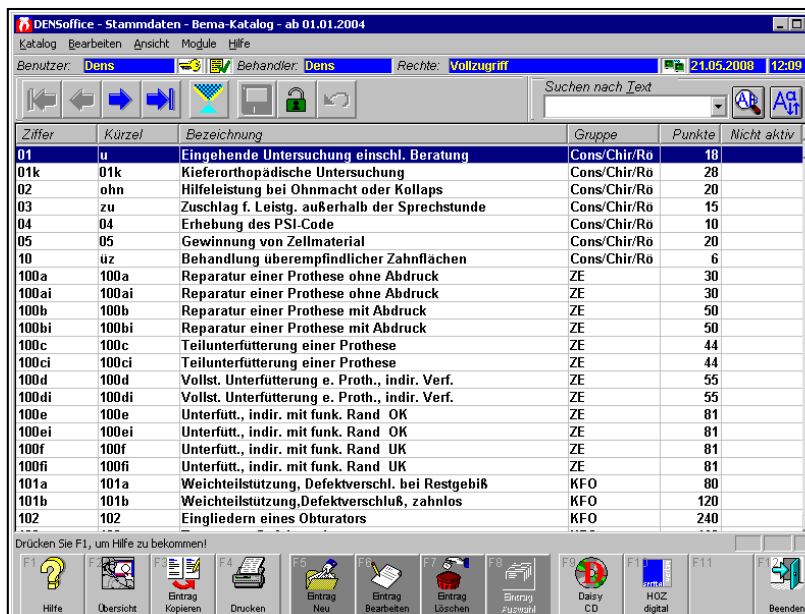 DENSoffice - Stammdaten - Bema-Katalog - ab 01.01.2004
Katalog Bearbeiten Ansicht Module Hilfe
Benutzer: Dens Behandler: Dens Rechte: Vollzugriff 21.05.2008 12:09
Suchen nach Text
Ziffer Kürzel Bezeichnung Gruppe Punkte Nicht aktiv
01 u Eingehende Untersuchung einschl. Beratung Cons/Chir/Rö 18
01k 01k Kieferorthopädische Untersuchung Cons/Chir/Rö 28
02 ohn Hilfeleistung bei Ohnmacht oder Kollaps Cons/Chir/Rö 20
03 zu Zuschlag f. Leistg. außerhalb der Sprechstunde Cons/Chir/Rö 15
04 04 Erhebung des PSI-Code Cons/Chir/Rö 10
05 05 Gewinnung von Zellmaterial Cons/Chir/Rö 20
10 üz Behandlung überempfindlicher Zahnflächen Cons/Chir/Rö 6
100a 100a Reparatur einer Prothese ohne Abdruck ZE 30
100ai 100ai Reparatur einer Prothese ohne Abdruck ZE 30
100b 100b Reparatur einer Prothese mit Abdruck ZE 50
100bi 100bi Reparatur einer Prothese mit Abdruck ZE 50
100c 100c Teilunterfütterung einer Prothese ZE 44
100ci 100ci Teilunterfütterung einer Prothese ZE 44
100d 100d Vollst. Unterfütterung e. Proth., indir. Verf. ZE 55
100di 100di Vollst. Unterfütterung e. Proth., indir. Verf. ZE 55
100e 100e Unterfütt., indir. mit funk. Rand OK ZE 81
100ei 100ei Unterfütt., indir. mit funk. Rand OK ZE 81
100f 100f Unterfütt., indir. mit funk. Rand UK ZE 81
100fi 100fi Unterfütt., indir. mit funk. Rand UK ZE 81
101a 101a Weichteilstützung, Defektverschl. bei Restgebiß KFO 80
101b 101b Weichteilstützung,Defektverschluß, zahnlos KFO 120
102 102 Eingliedern eines Obturators KFO 240
Drücken Sie F1, um Hilfe zu bekommen!
F1 Hilfe
F2 Übersicht
F3 Eintrag Kopieren
F4 Drucken
F5 Eintrag Neu
F6 Eintrag Bearbeiten
F7 Eintrag Löschen
F8 Eintrag Auswahl
F9 Daisy CD
F10 HOZ digital
F11
Beenden